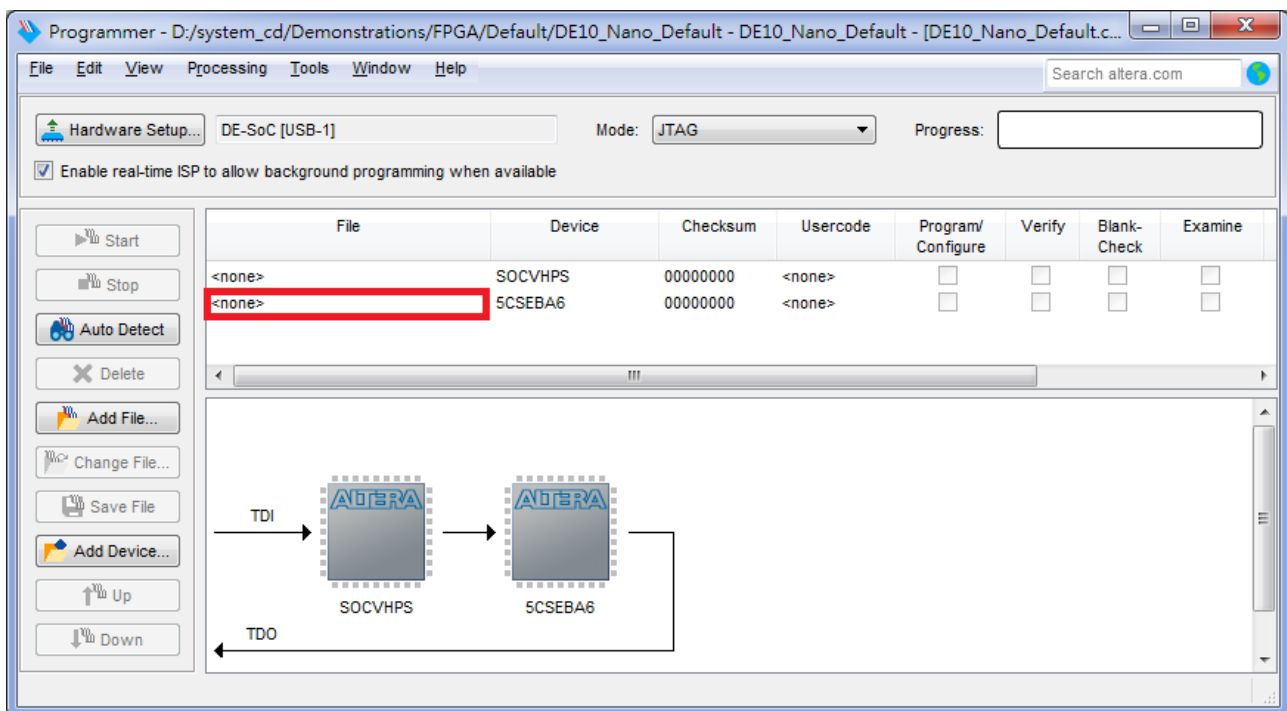 Programmer - D:/system_cd/Demonstrations/FPGA/Default/DE10_Nano_Default - DE10_Nano_Default - [DE10_Nano_Default.c...
File Edit View Processing Tools Window Help
Search altera.com
Hardware Setup... DE-SoC [USB-1] Mode: JTAG Progress:
Enable real-time ISP to allow background programming when available
Start
Stop
Auto Detect
Delete
Add File...
Change File...
Save File
Add Device...
Up
Down
File Device Checksum Usercode Program/ Verify Blank- Examine
Configure Check
<none> SOCVHPS 00000000 <none>
<none> 5CSEBA6 00000000 <none>
ALTERA ALTERA
TDI
SOCVHPS 5CSEBA6
TDO